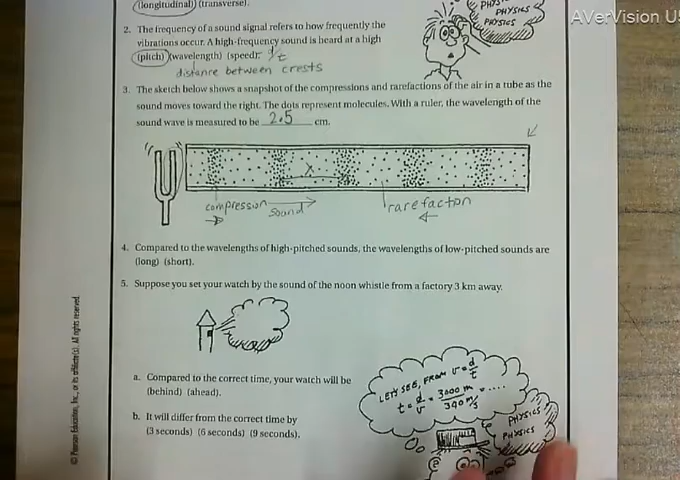 (longitudinal) (transverse).
PHYSICS
PHYSICS
PHYSICS
AVerVision U
2. The frequency of a sound signal refers to how frequently the
vibrations occur. A high-frequency sound is heard at a high
(pitch) (wavelength) (speed). d/t
distance between crests
3. The sketch below shows a snapshot of the compressions and rarefactions of the air in a tube as the
sound moves toward the right. The dots represent molecules. With a ruler, the wavelength of the
sound wave is measured to be 2.5 cm.
compression
sound
rarefaction
4. Compared to the wavelengths of high-pitched sounds, the wavelengths of low-pitched sounds are
(long) (short).
5. Suppose you set your watch by the sound of the noon whistle from a factory 3 km away.
a. Compared to the correct time, your watch will be
(behind) (ahead).
b. It will differ from the correct time by
(3 seconds) (6 seconds) (9 seconds).
LET'S SEE, FROM v = d/t
t = d/v = 3000 m / 340 m/s = ....
PHYSICS
PHYSICS
© Pearson Education, Inc., or its affiliate(s). All rights reserved.